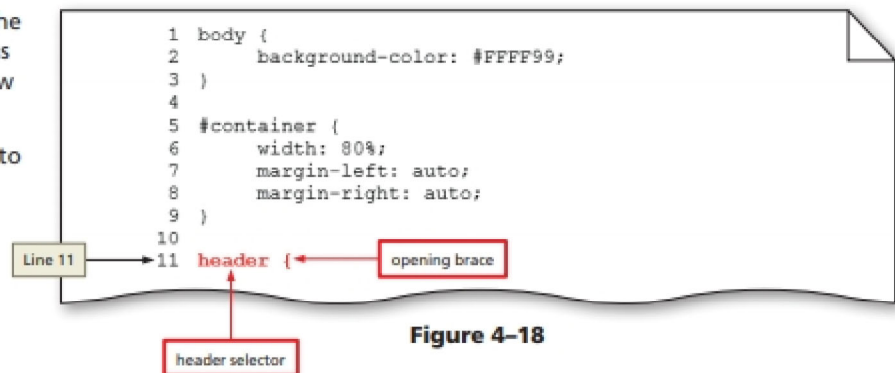 s
w
to
1 body {
2 background-color: #FFFF99;
3 }
4
5 #container {
6 width: 80%;
7 margin-left: auto;
8 margin-right: auto;
9 }
10
Line 11
11 header {
opening brace
header selector
Figure 4–18